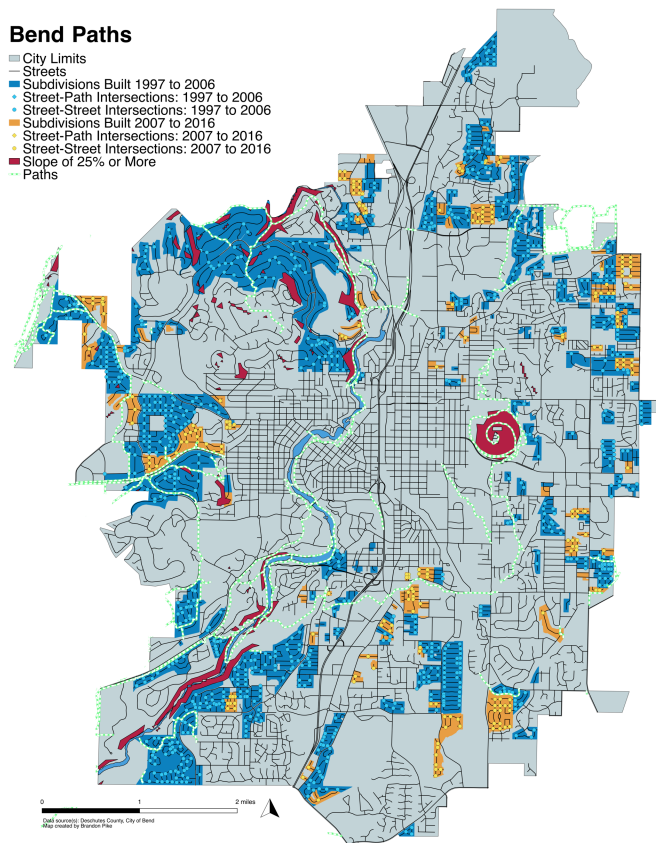 Bend Paths
City Limits
Streets
Subdivisions Built 1997 to 2006
Street-Path Intersections: 1997 to 2006
Street-Street Intersections: 1997 to 2006
Subdivisions Built 2007 to 2016
Street-Path Intersections: 2007 to 2016
Street-Street Intersections: 2007 to 2016
Slope of 25% or More
Paths
0 1 2 miles
Data source(s): Deschutes County, City of Bend
Map created by Brandon Pike